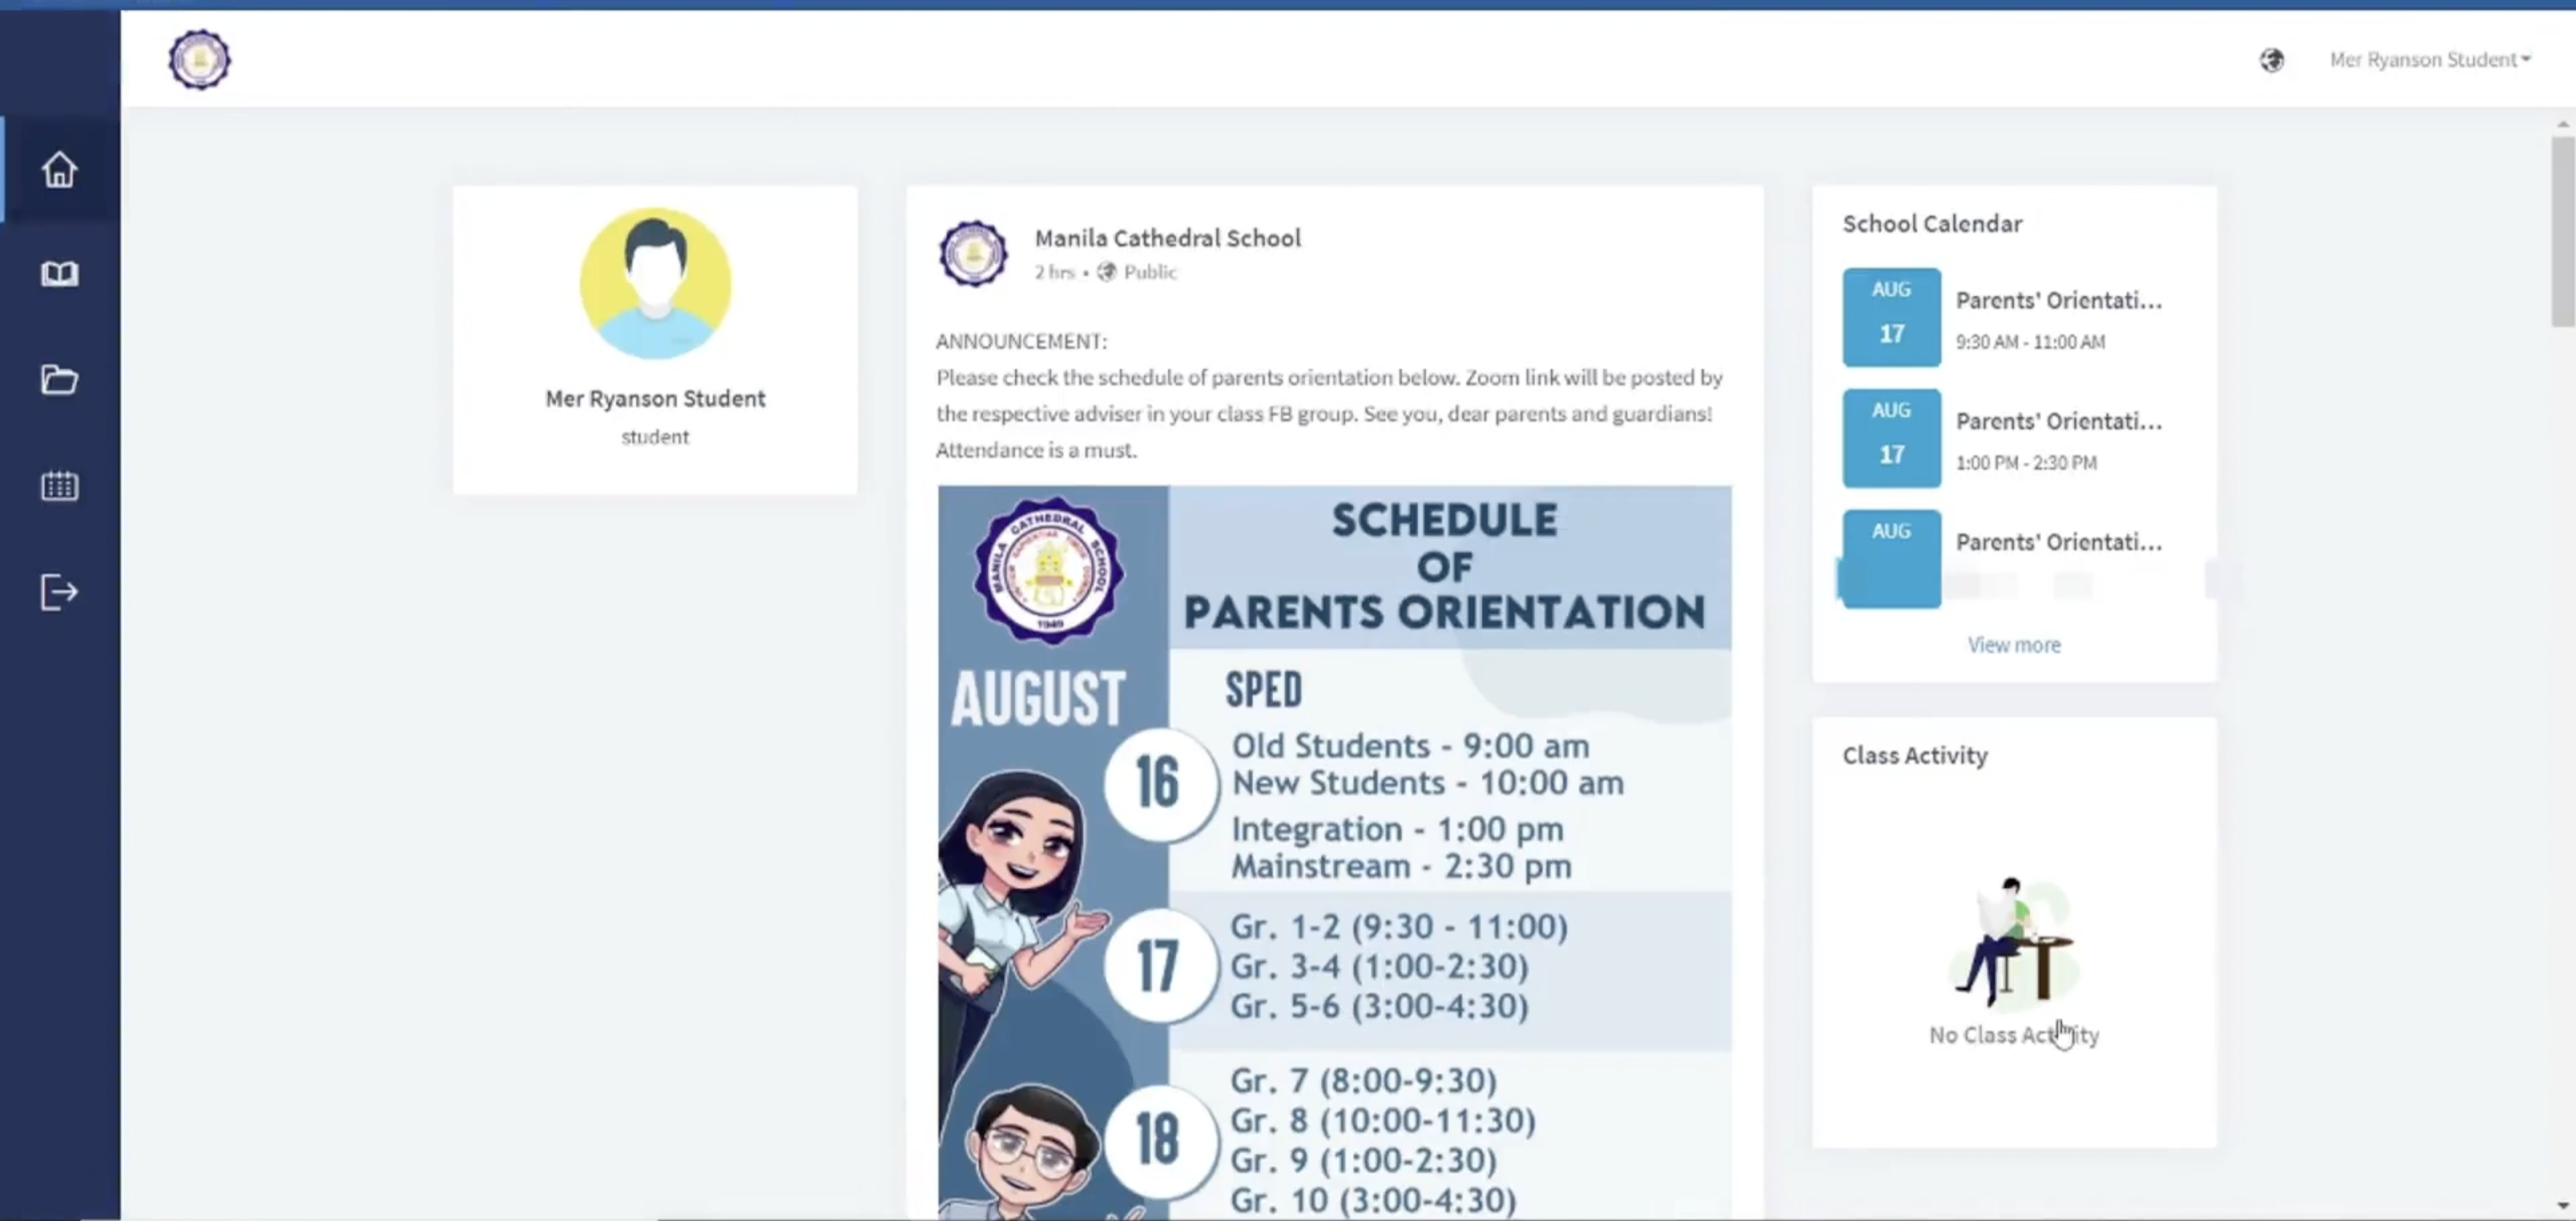 Mer Ryanson Student
Mer Ryanson Student
student
Manila Cathedral School
2 hrs • Public
ANNOUNCEMENT:
Please check the schedule of parents orientation below. Zoom link will be posted by
the respective adviser in your class FB group. See you, dear parents and guardians!
Attendance is a must.
MANILA CATHEDRAL SCHOOL
1949
SCHEDULE
OF
PARENTS ORIENTATION
AUGUST
SPED
16
Old Students - 9:00 am
New Students - 10:00 am
Integration - 1:00 pm
Mainstream - 2:30 pm
17
Gr. 1-2 (9:30 - 11:00)
Gr. 3-4 (1:00-2:30)
Gr. 5-6 (3:00-4:30)
18
Gr. 7 (8:00-9:30)
Gr. 8 (10:00-11:30)
Gr. 9 (1:00-2:30)
Gr. 10 (3:00-4:30)
School Calendar
AUG
17
Parents' Orientati...
9:30 AM - 11:00 AM
AUG
17
Parents' Orientati...
1:00 PM - 2:30 PM
AUG
Parents' Orientati...
View more
Class Activity
No Class Activity